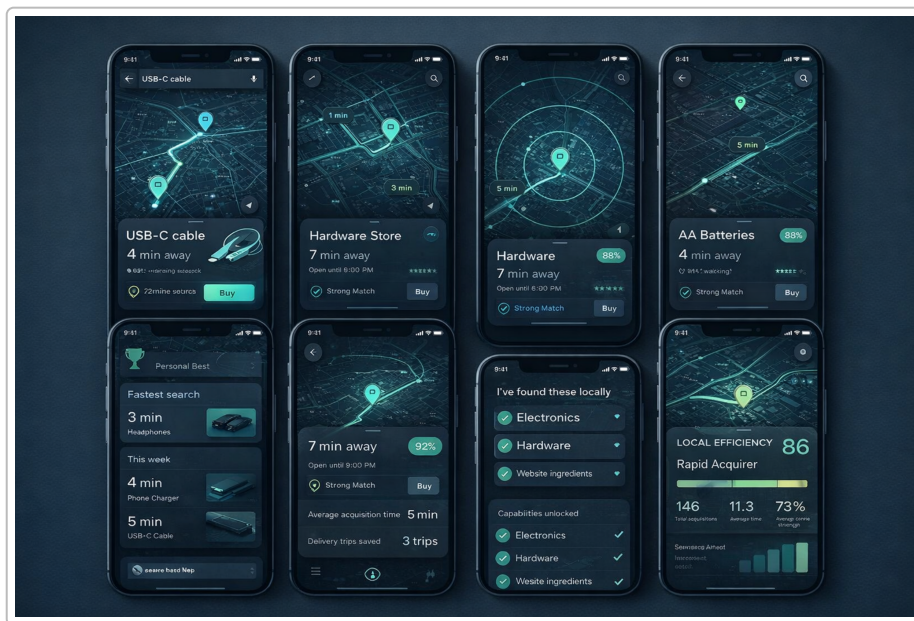 9:41
USB-C cable
USB-C cable
4 min away
Buy
9:41
1 min
3 min
Hardware Store
7 min away
Open until 6:00 PM
Strong Match
Buy
9:41
5 min
Hardware
88%
7 min away
Open until 6:00 PM
Strong Match
Buy
9:41
5 min
AA Batteries
88%
4 min away
Strong Match
Buy
9:41
Personal Best
Fastest search
3 min
Headphones
This week
4 min
Phone Charger
5 min
USB-C Cable
9:41
7 min away
92%
Open until 9:00 PM
Strong Match
Buy
Average acquisition time 5 min
Delivery trips saved 3 trips
9:41
I've found these locally
Electronics
Hardware
Website ingredients
Capabilities unlocked
Electronics
Hardware
Wesite ingredients
9:41
LOCAL EFFICIENCY 86
Rapid Acquirer
146
11.3
73%
Average time